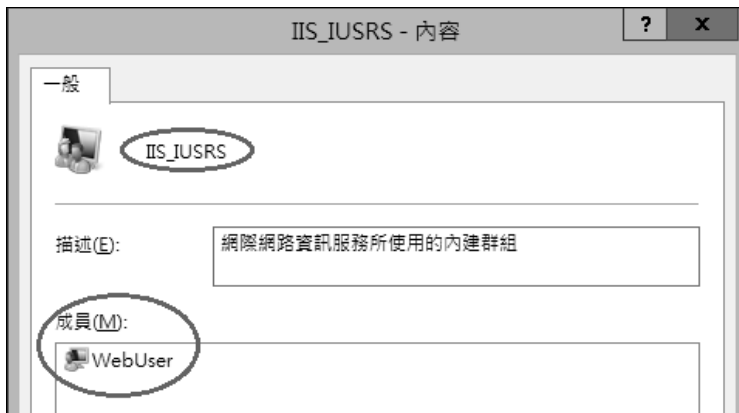 IIS_IUSRS - 內容
? x
一般
IIS_IUSRS
描述(E):
網際網路資訊服務所使用的內建群組
成員(M):
WebUser